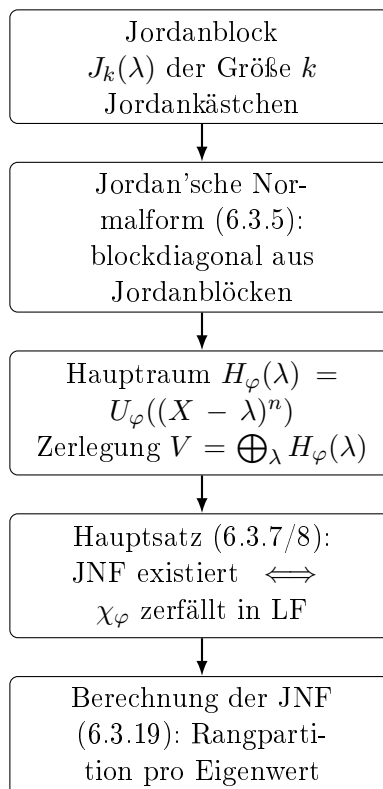 Jordanblock
J_k(λ) der Größe k
Jordankästchen
Jordan'sche Nor-
malform (6.3.5):
blockdiagonal aus
Jordanblöcken
Hauptraum H_φ(λ) =
U_φ((X − λ)^n)
Zerlegung V = ⊕_λ H_φ(λ)
Hauptsatz (6.3.7/8):
JNF existiert ⟺
χ_φ zerfällt in LF
Berechnung der JNF
(6.3.19): Rangparti-
tion pro Eigenwert